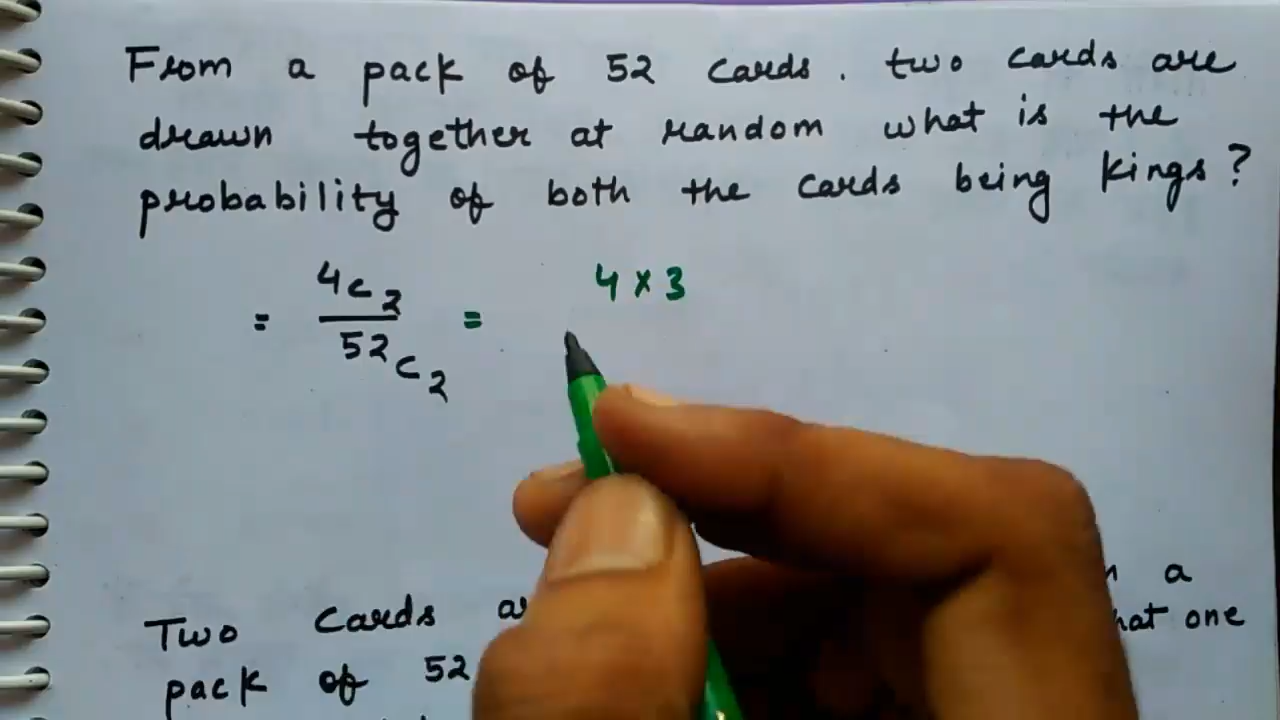 From a pack of 52 cards. two cards are
drawn together at random what is the
probability of both the cards being kings?
= 4c2 / 52c2 = 4 × 3
Two cards a
pack of 52 hat one